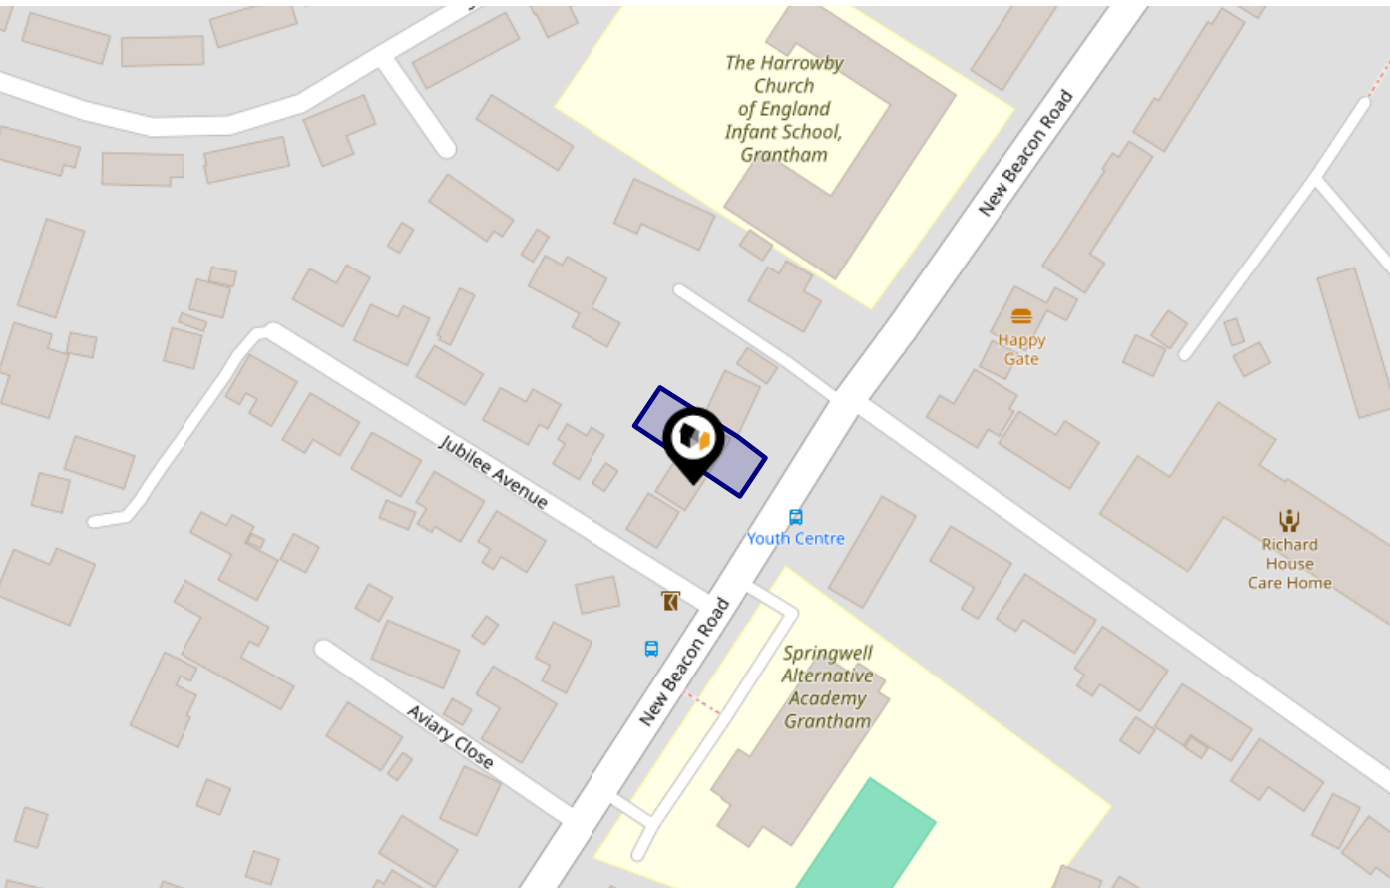 The Harrowby
Church
of England
Infant School,
Grantham
New Beacon Road
Happy
Gate
Jubilee Avenue
Youth Centre
Richard
House
Care Home
New Beacon Road
Springwell
Alternative
Academy
Grantham
Aviary Close